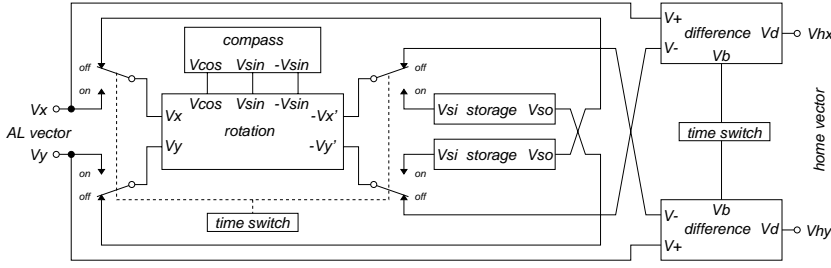 compass
Vcos Vsin -Vsin
Vcos Vsin -Vsin
Vx
Vy
rotation
-Vx'
-Vy'
off
on
on
off
off
on
on
off
Vx
AL vector
Vy
time switch
Vsi storage Vso
Vsi storage Vso
V+
V-
difference
Vd
Vb
Vhx
time switch
home vector
Vb
V-
V+
difference
Vd
Vhy